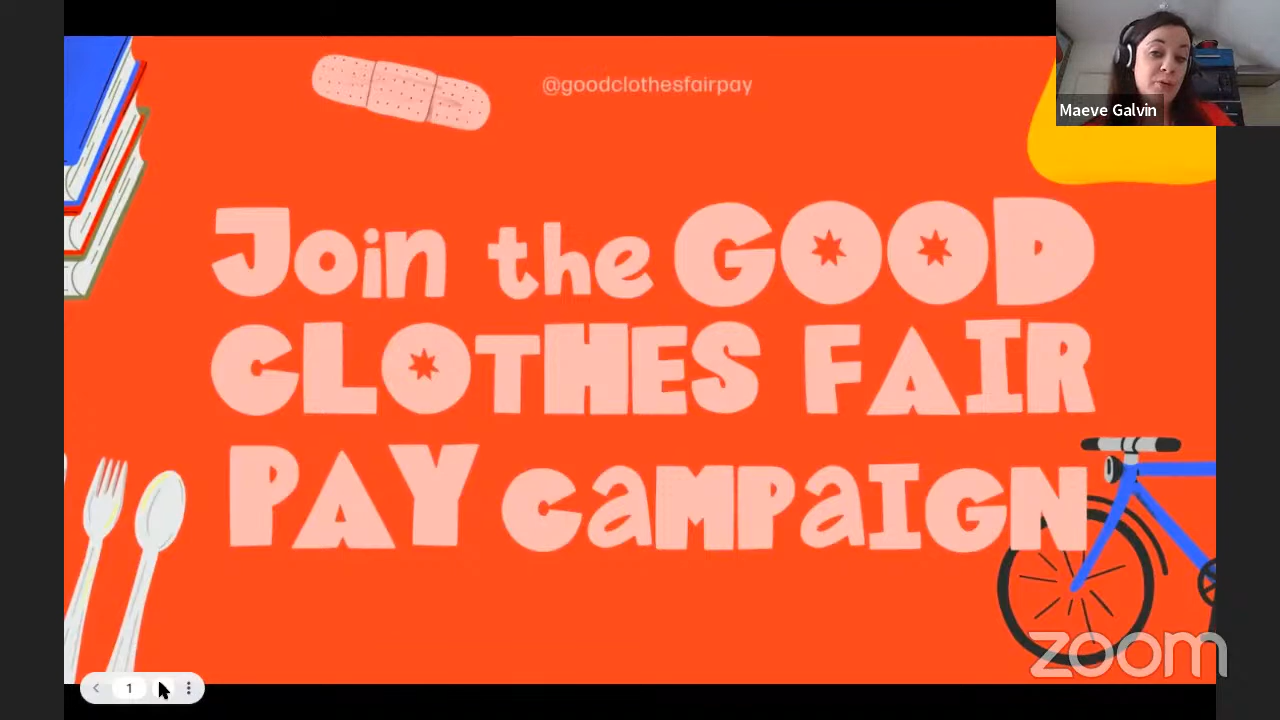 @goodclothesfairpay
Maeve Galvin
Join the GOOD
CLOTHES FAIR
PAY CaMPaIGN
zoom
1